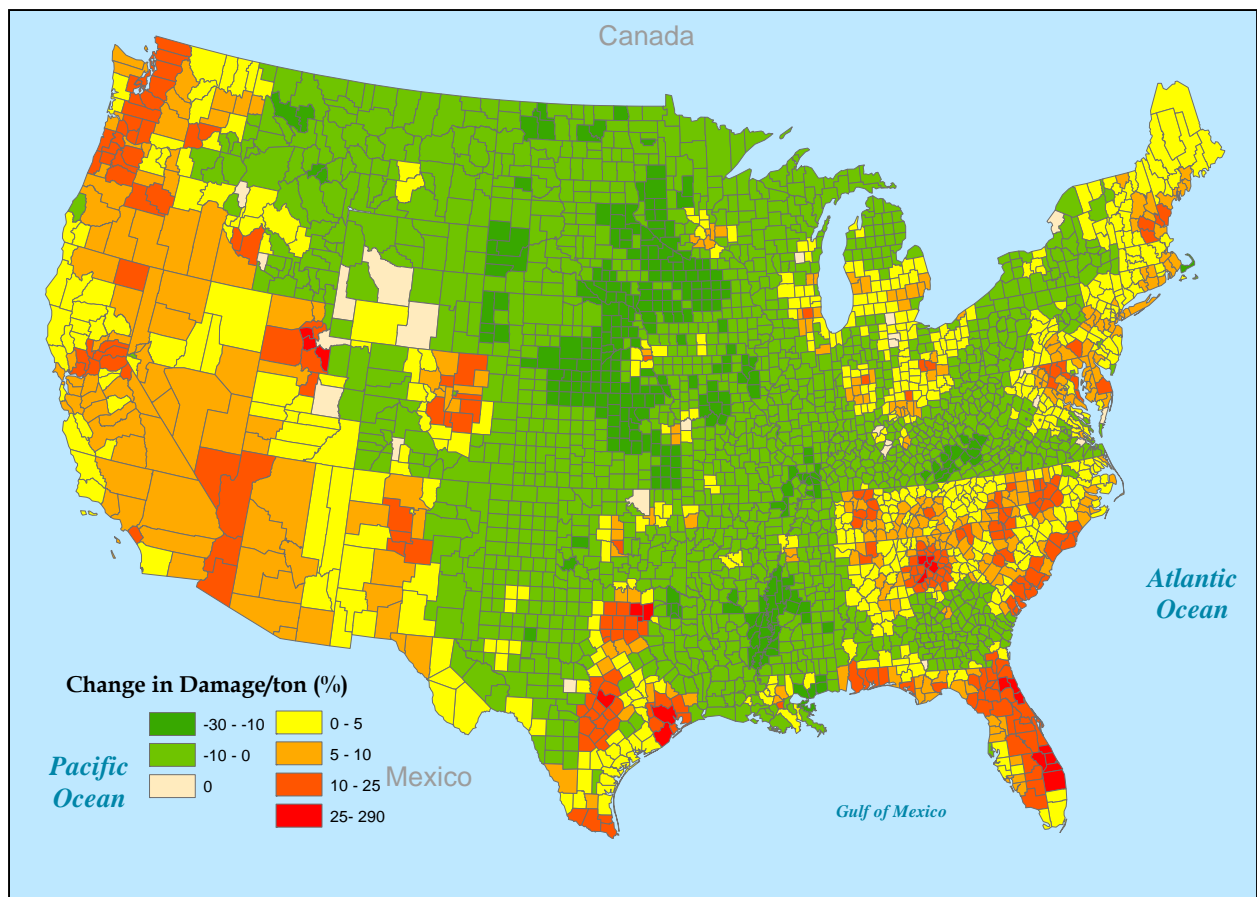 Canada
Atlantic
Ocean
Change in Damage/ton (%)
-30 - -10
-10 - 0
0
0 - 5
5 - 10
10 - 25
25- 290
Pacific
Ocean
Mexico
Gulf of Mexico